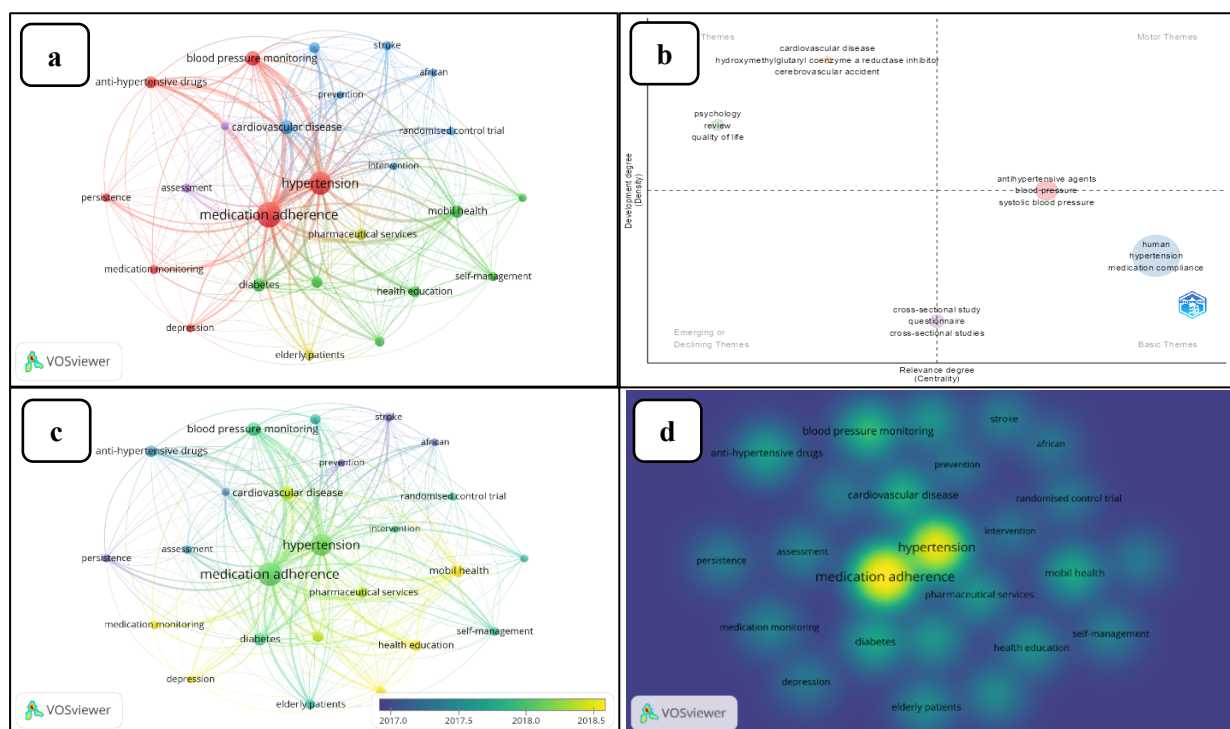 a
stroke
blood pressure monitoring
african
anti-hypertensive drugs
prevention
cardiovascular disease
randomised control trial
intervention
assessment
hypertension
persistence
medication adherence
mobil health
pharmaceutical services
medication monitoring
self-management
diabetes
health education
depression
elderly patients
VOSviewer
b
Themes
Motor Themes
cardiovascular disease
hydroxymethylglutaryl coenzyme a reductase inhibitor
cerebrovascular accident
psychology
review
quality of life
Development degree
(Density)
antihypertensive agents
blood pressure
systolic blood pressure
human
hypertension
medication compliance
cross-sectional study
questionnaire
cross-sectional studies
Emerging or
Declining Themes
Basic Themes
Relevance degree
(Centrality)
c
stroke
blood pressure monitoring
african
anti-hypertensive drugs
prevention
cardiovascular disease
randomised control trial
intervention
assessment
hypertension
persistence
medication adherence
mobil health
pharmaceutical services
medication monitoring
self-management
diabetes
health education
depression
elderly patients
VOSviewer
2017.0 2017.5 2018.0 2018.5
d
stroke
blood pressure monitoring
african
anti-hypertensive drugs
prevention
cardiovascular disease
randomised control trial
intervention
assessment
hypertension
persistence
medication adherence
mobil health
pharmaceutical services
medication monitoring
self-management
diabetes
health education
depression
elderly patients
VOSviewer